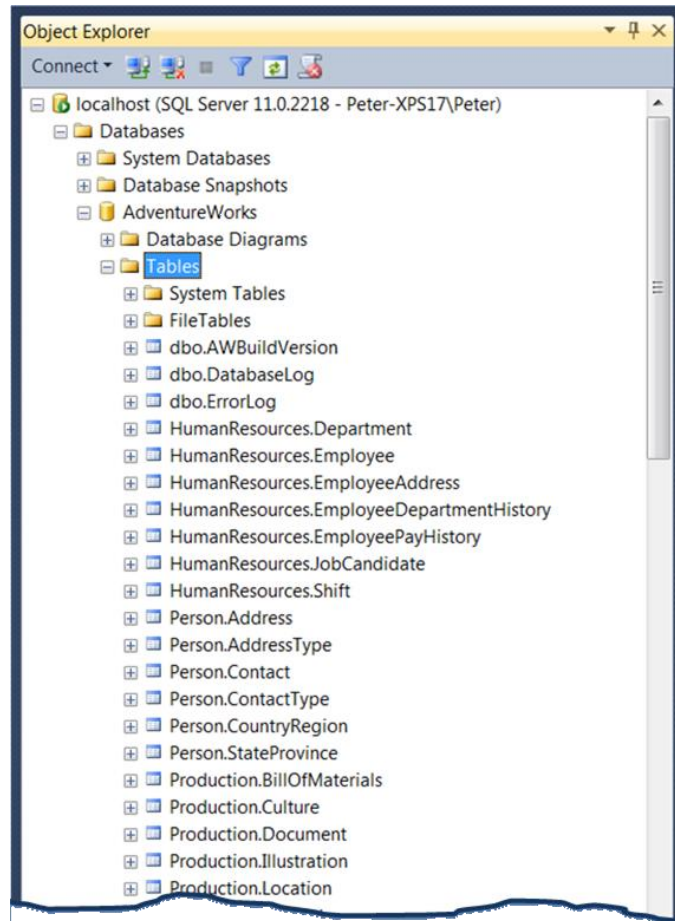 Object Explorer
Connect
localhost (SQL Server 11.0.2218 - Peter-XPS17\Peter)
Databases
System Databases
Database Snapshots
AdventureWorks
Database Diagrams
Tables
System Tables
FileTables
dbo.AWBuildVersion
dbo.DatabaseLog
dbo.ErrorLog
HumanResources.Department
HumanResources.Employee
HumanResources.EmployeeAddress
HumanResources.EmployeeDepartmentHistory
HumanResources.EmployeePayHistory
HumanResources.JobCandidate
HumanResources.Shift
Person.Address
Person.AddressType
Person.Contact
Person.ContactType
Person.CountryRegion
Person.StateProvince
Production.BillOfMaterials
Production.Culture
Production.Document
Production.Illustration
Production.Location